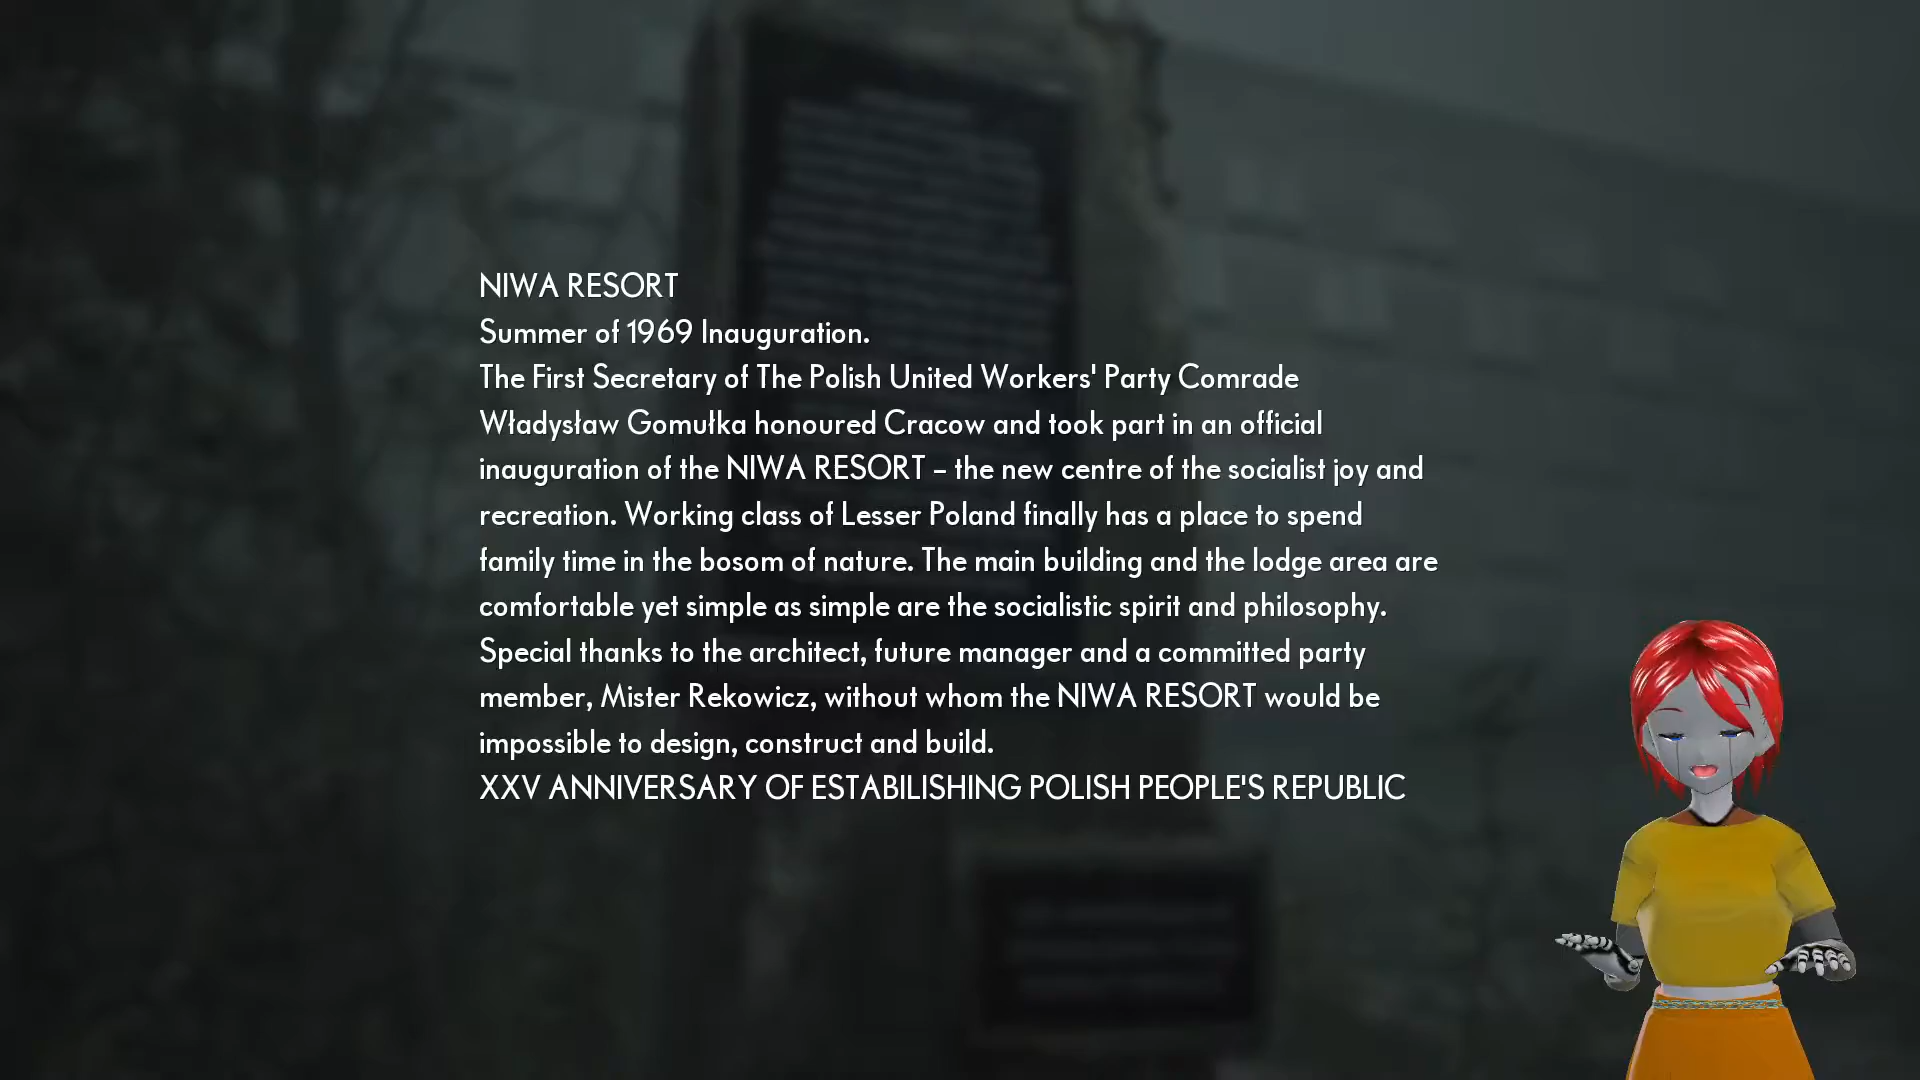 NIWA RESORT
Summer of 1969 Inauguration.
The First Secretary of The Polish United Workers' Party Comrade
Władysław Gomułka honoured Cracow and took part in an official
inauguration of the NIWA RESORT – the new centre of the socialist joy and
recreation. Working class of Lesser Poland finally has a place to spend
family time in the bosom of nature. The main building and the lodge area are
comfortable yet simple as simple are the socialistic spirit and philosophy.
Special thanks to the architect, future manager and a committed party
member, Mister Rekowicz, without whom the NIWA RESORT would be
impossible to design, construct and build.
XXV ANNIVERSARY OF ESTABILISHING POLISH PEOPLE'S REPUBLIC